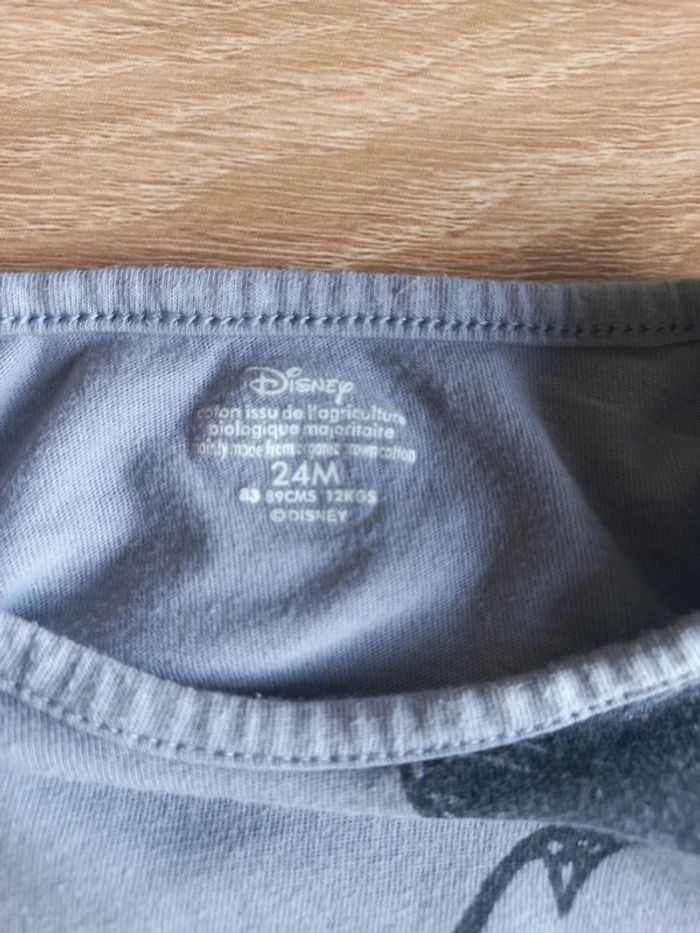 Disney
coton issu de l'agriculture
biologique majoritaire
mainly made from organic grown cotton
24M
83-89CMS 12KGS
© DISNEY